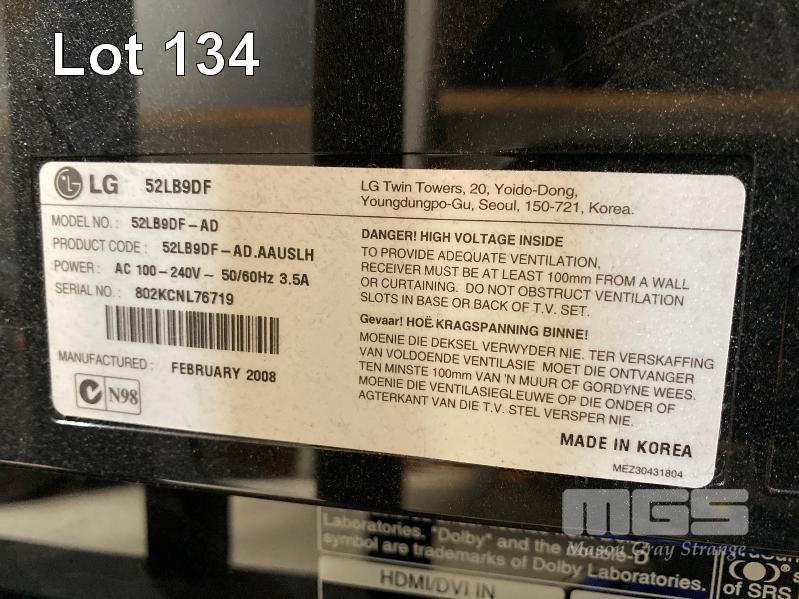 Lot 134
LG 52LB9DF
LG Twin Towers, 20, Yoido-Dong,
Youngdungpo-Gu, Seoul, 150-721, Korea.
MODEL NO. : 52LB9DF-AD
PRODUCT CODE : 52LB9DF-AD.AAUSLH
POWER: AC 100-240V~ 50/60Hz 3.5A
SERIAL NO. : 802KCNL76719
MANUFACTURED : FEBRUARY 2008
N98
DANGER! HIGH VOLTAGE INSIDE
TO PROVIDE ADEQUATE VENTILATION,
RECEIVER MUST BE AT LEAST 100mm FROM A WALL
OR CURTAINING. DO NOT OBSTRUCT VENTILATION
SLOTS IN BASE OR BACK OF T.V. SET.
Gevaar! HOË KRAGSPANNING BINNE!
MOENIE DIE DEKSEL VERWYDER NIE. TER VERSKAFFING
VAN VOLDOENDE VENTILASIE MOET DIE ONTVANGER
TEN MINSTE 100mm VAN 'N MUUR OF GORDYNE WEES.
MOENIE DIE VENTILASIEGLEUWE OP DIE ONDER OF
AGTERKANT VAN DIE T.V. STEL VERSPER NIE.
MADE IN KOREA
MEZ30431804
MGS
Mason Gray Strange
Laboratories. "Dolby" and the
symbol are trademarks of Dolby Laboratories.
HDMI/DVI IN
of SRS